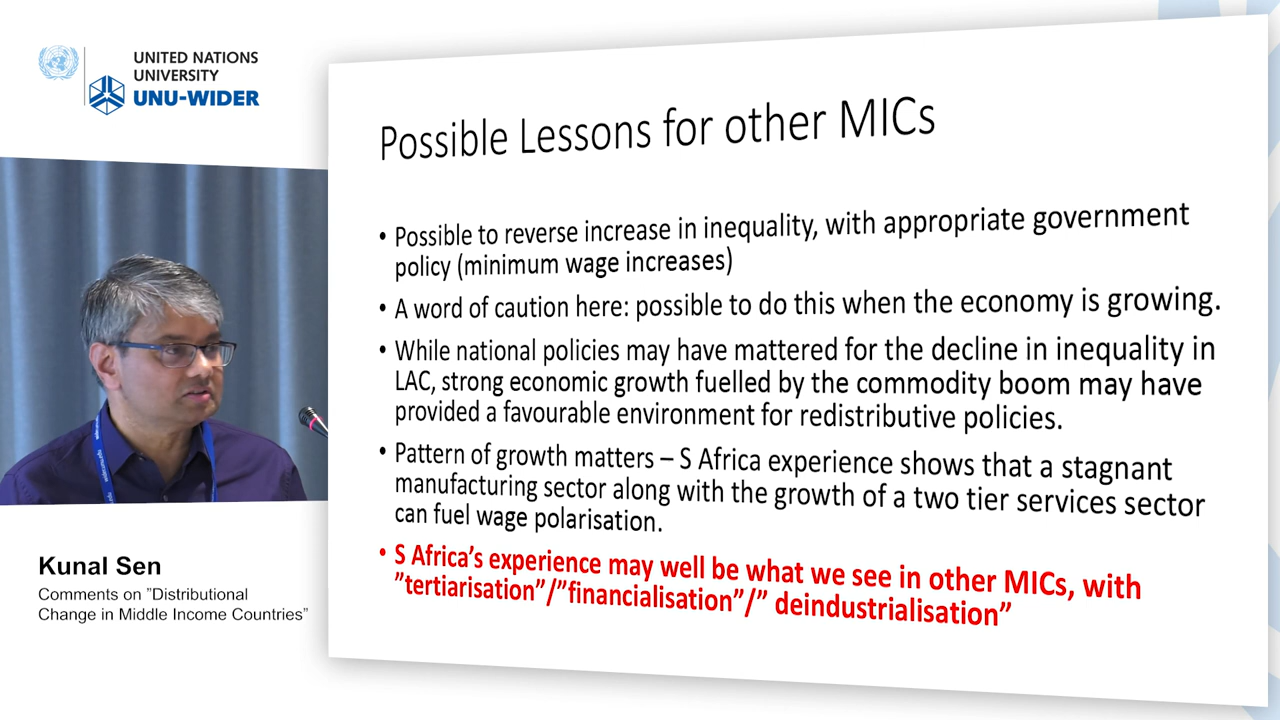 UNITED NATIONS
UNIVERSITY
UNU-WIDER
Possible Lessons for other MICs
• Possible to reverse increase in inequality, with appropriate government
policy (minimum wage increases)
• A word of caution here: possible to do this when the economy is growing.
• While national policies may have mattered for the decline in inequality in
LAC, strong economic growth fuelled by the commodity boom may have
provided a favourable environment for redistributive policies.
• Pattern of growth matters – S Africa experience shows that a stagnant
manufacturing sector along with the growth of a two tier services sector
can fuel wage polarisation.
• S Africa’s experience may well be what we see in other MICs, with
”tertiarisation”/”financialisation”/” deindustrialisation”
Kunal Sen
Comments on ”Distributional
Change in Middle Income Countries”